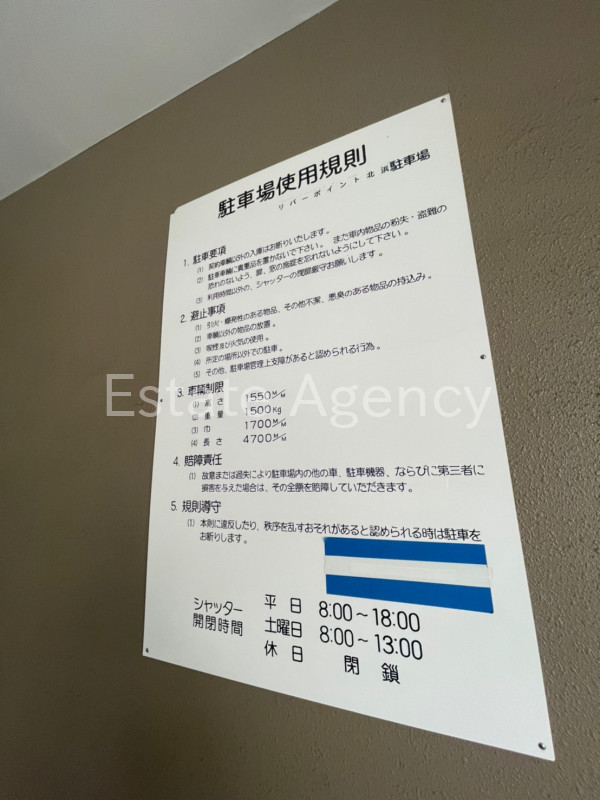 駐車場使用規則
リバーポイント北浜駐車場
1. 駐車要項
(1) 契約車輛以外の入庫はお断りいたします。
(2) 駐車車輛に貴重品を置かないで下さい。 また車内物品の粉失・盗難の
恐れのないよう、扉、窓の施錠を忘れないようにして下さい。
(3) 利用時間以外の、シャッターの閉扉厳守お願いします。
2. 避止事項
(1) 引火・爆発性のある物品、その他不潔、悪臭のある物品の持込み。
(2) 車輛以外の物品の放置。
(3) 喫煙及び火気の使用。
(4) 所定の場所以外での駐車。
(5) その他、駐車場管理上支障があると認められる行為。
3. 車輛制限
(1) 高さ 1550M/M
(2) 重量 1500Kg
(3) 巾 1700M/M
(4) 長さ 4700M/M
4. 賠障責任
(1) 故意または過失により駐車場内の他の車、駐車機器、ならびに第三者に
損害を与えた場合は、その全額を賠障していただきます。
5. 規則遵守
(1) 本則に違反したり、秩序を乱すおそれがあると認められる時は駐車を
お断りします。
シャッター 平日 8:00～18:00
開閉時間 土曜日 8:00～13:00
休日 閉鎖
Estate Agency